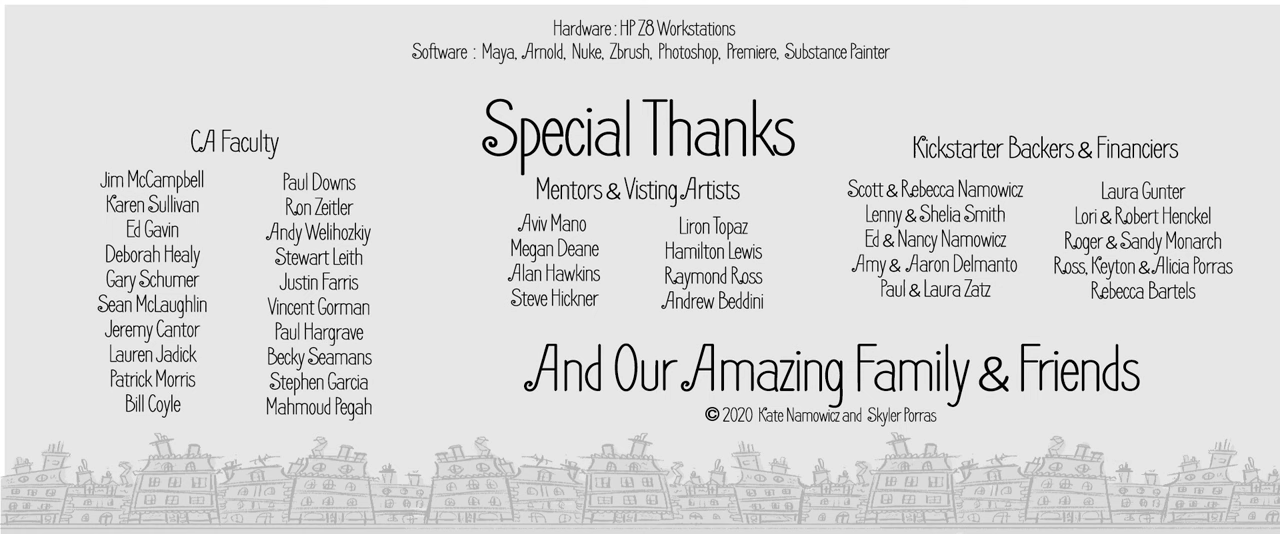 Hardware : HP Z8 Workstations
Software : Maya, Arnold, Nuke, Zbrush, Photoshop, Premiere, Substance Painter
Special Thanks
CA Faculty
Jim McCampbell
Karen Sullivan
Ed Gavin
Deborah Healy
Gary Schumer
Sean McLaughlin
Jeremy Cantor
Lauren Jadick
Patrick Morris
Bill Coyle
Paul Downs
Ron Zeitler
Andy Welihozkiy
Stewart Leith
Justin Farris
Vincent Gorman
Paul Hargrave
Becky Seamans
Stephen Garcia
Mahmoud Pegah
Mentors & Visting Artists
Aviv Mano
Megan Deane
Alan Hawkins
Steve Hickner
Liron Topaz
Hamilton Lewis
Raymond Ross
Andrew Beddini
Kickstarter Backers & Financiers
Scott & Rebecca Namowicz
Lenny & Shelia Smith
Ed & Nancy Namowicz
Amy & Aaron Delmanto
Paul & Laura Zatz
Laura Gunter
Lori & Robert Henckel
Roger & Sandy Monarch
Ross, Keyton & Alicia Porras
Rebecca Bartels
And Our Amazing Family & Friends
© 2020 Kate Namowicz and Skyler Porras